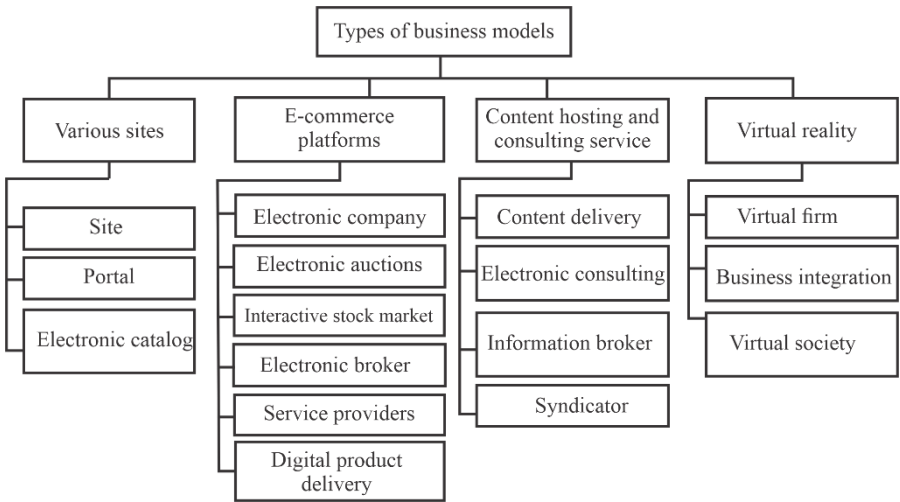 Types of business models
Various sites
E-commerce
platforms
Content hosting and
consulting service
Virtual reality
Site
Portal
Electronic catalog
Electronic company
Electronic auctions
Interactive stock market
Electronic broker
Service providers
Digital product
delivery
Content delivery
Electronic consulting
Information broker
Syndicator
Virtual firm
Business integration
Virtual society